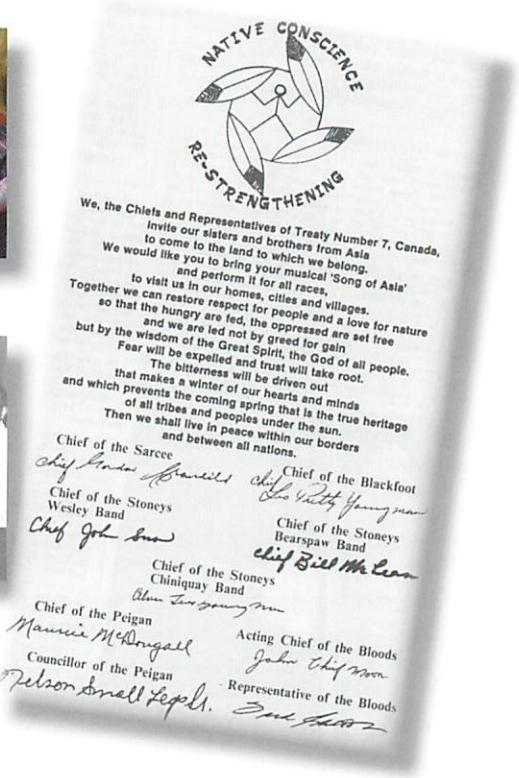 NATIVE CONSCIENCE
RE-STRENGTHENING
We, the Chiefs and Representatives of Treaty Number 7, Canada,
Invite our sisters and brothers from Asia
to come to the land to which we belong.
We would like you to bring your musical 'Song of Asia'
and perform it for all races,
to visit us in our homes, cities and villages.
Together we can restore respect for people and a love for nature
so that the hungry are fed, the oppressed are set free
and we are led not by greed for gain
but by the wisdom of the Great Spirit, the God of all people.
Fear will be expelled and trust will take root.
The bitterness will be driven out
that makes a winter of our hearts and minds
and which prevents the coming spring that is the true heritage
of all tribes and peoples under the sun.
Then we shall live in peace within our borders
and between all nations.
Chief of the Sarcee
Chief Gordon
Chief of the Blackfoot
Chief Leo Pretty Youngman
Chief of the Stoneys
Wesley Band
Chief John Snow
Chief of the Stoneys
Bearspaw Band
Chief Bill McLean
Chief of the Stoneys
Chiniquay Band
Alvin Two young men
Chief of the Peigan
Maurice McDougall
Acting Chief of the Bloods
John Chief Moon
Councillor of the Peigan
Nelson Small Legs Sr.
Representative of the Bloods